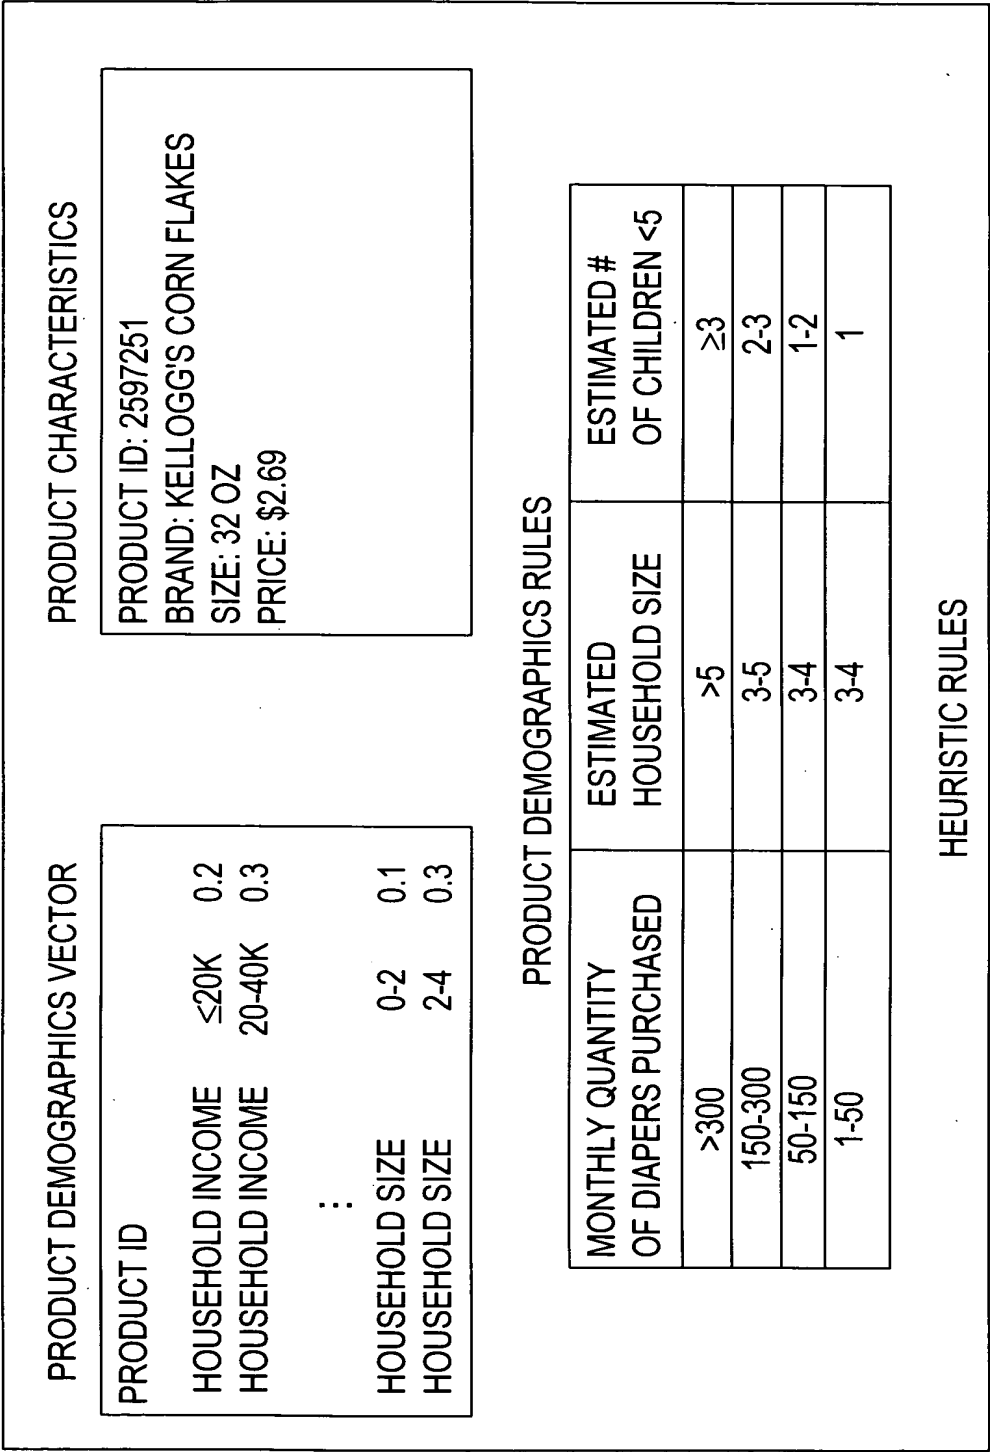 PRODUCT DEMOGRAPHICS VECTOR
PRODUCT ID
HOUSEHOLD INCOME ≤20K 0.2
HOUSEHOLD INCOME 20-40K 0.3
⋮
HOUSEHOLD SIZE 0-2 0.1
HOUSEHOLD SIZE 2-4 0.3
PRODUCT CHARACTERISTICS
PRODUCT ID: 2597251
BRAND: KELLOGG'S CORN FLAKES
SIZE: 32 OZ
PRICE: $2.69
PRODUCT DEMOGRAPHICS RULES
MONTHLY QUANTITY ESTIMATED ESTIMATED #
OF DIAPERS PURCHASED HOUSEHOLD SIZE OF CHILDREN <5
>300 >5 ≥3
150-300 3-5 2-3
50-150 3-4 1-2
1-50 3-4 1
HEURISTIC RULES